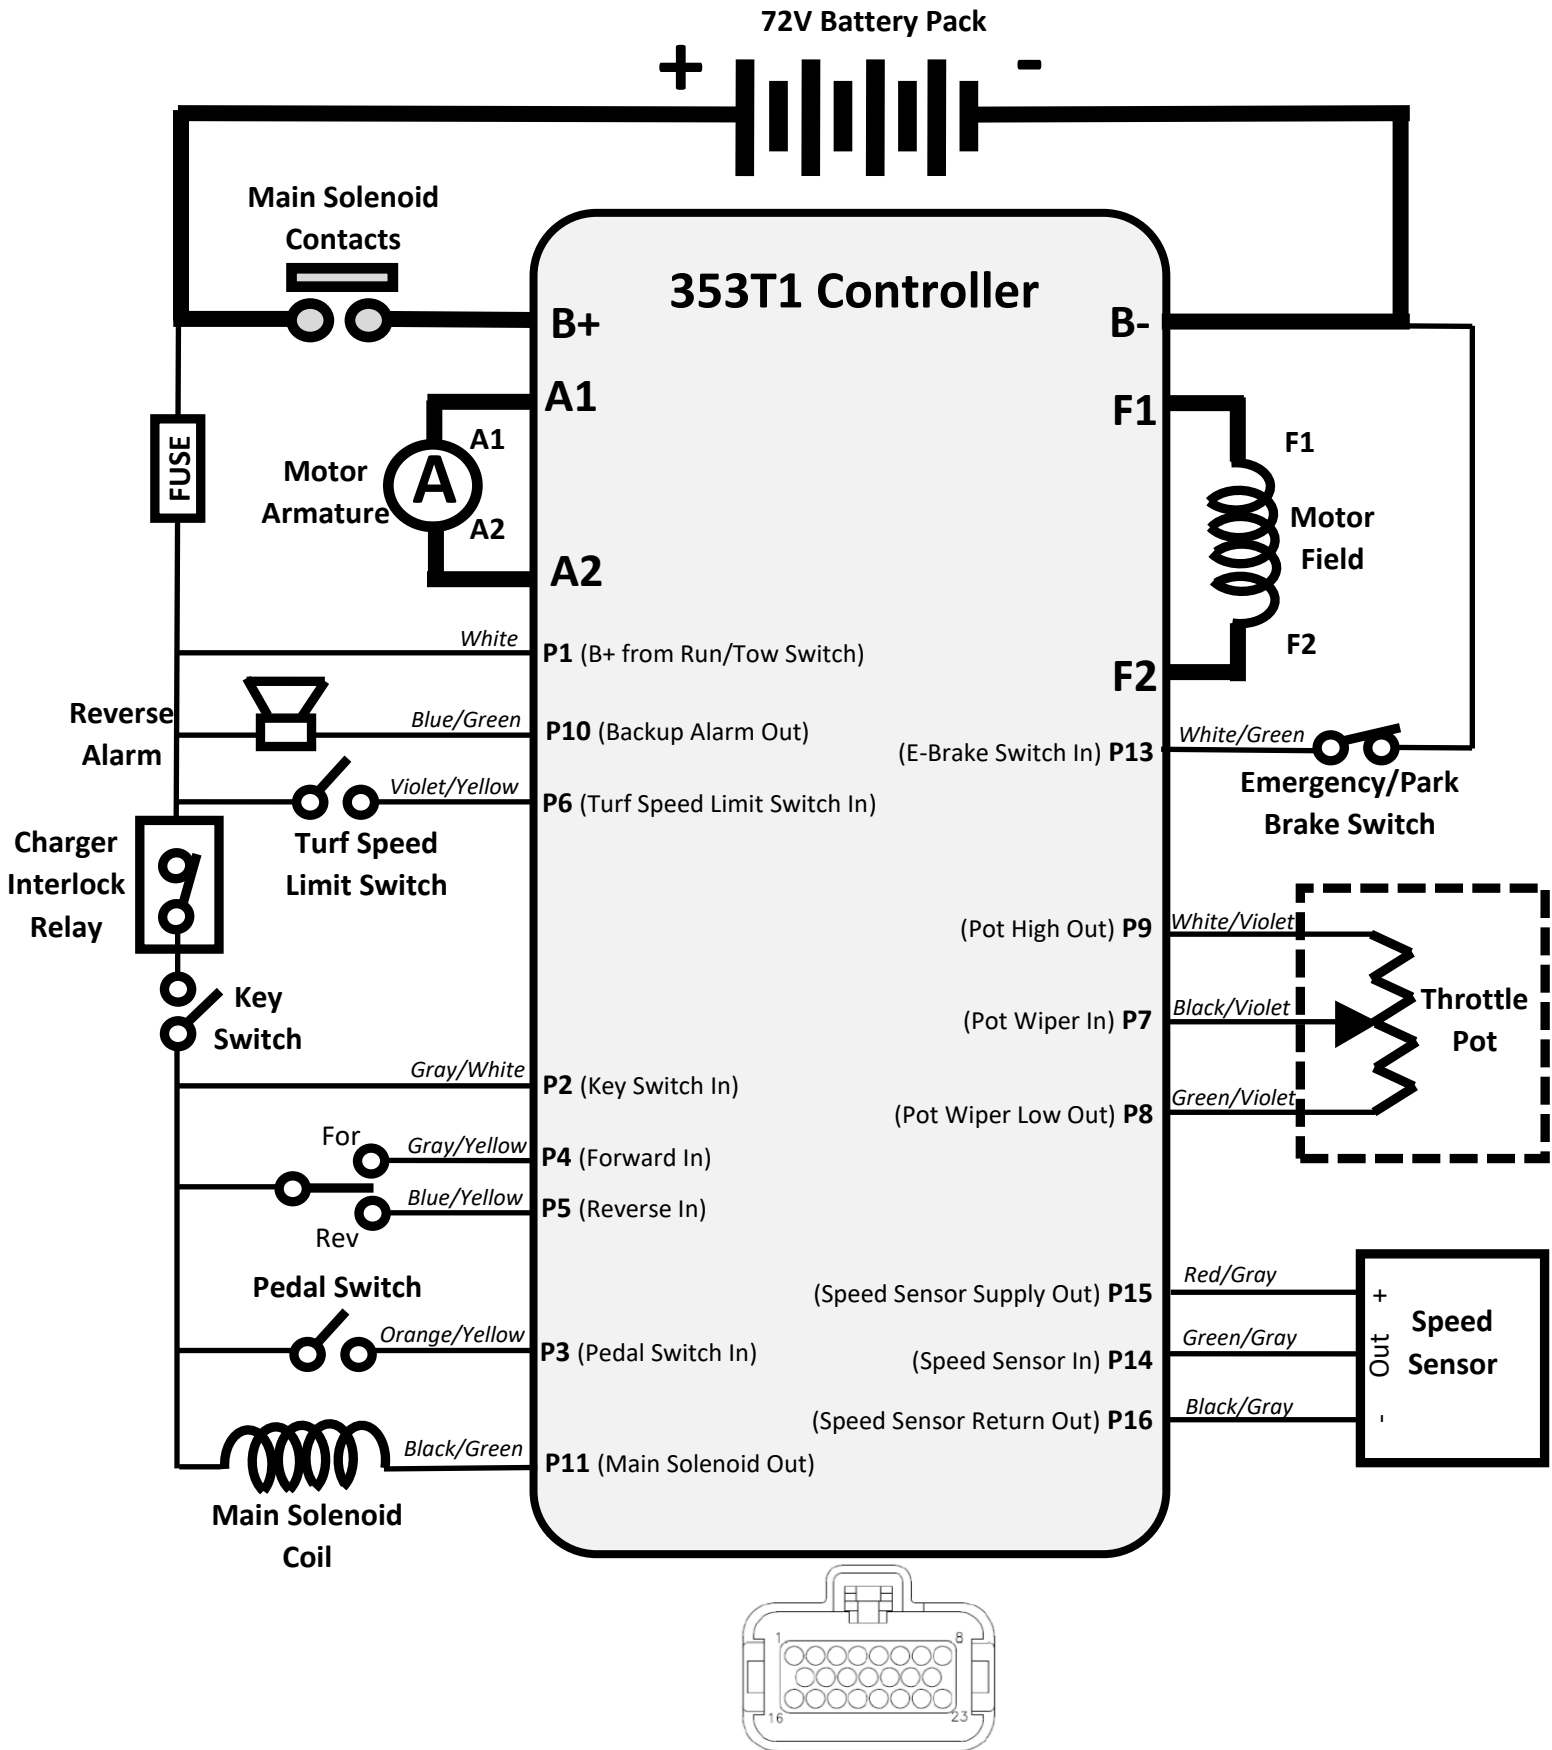 72V Battery Pack
+
-
Main Solenoid
Contacts
353T1 Controller
B+
B-
A1
A1
A
A2
A2
Motor
Armature
FUSE
F1
F1
Motor
Field
F2
F2
White
P1 (B+ from Run/Tow Switch)
Reverse
Alarm
Blue/Green
P10 (Backup Alarm Out)
(E-Brake Switch In) P13
White/Green
Emergency/Park
Brake Switch
Violet/Yellow
P6 (Turf Speed Limit Switch In)
Turf Speed
Limit Switch
Charger
Interlock
Relay
Key
Switch
(Pot High Out) P9
White/Violet
(Pot Wiper In) P7
Black/Violet
Throttle
Pot
(Pot Wiper Low Out) P8
Green/Violet
Gray/White
P2 (Key Switch In)
For
Gray/Yellow
P4 (Forward In)
Blue/Yellow
P5 (Reverse In)
Rev
Pedal Switch
Orange/Yellow
P3 (Pedal Switch In)
(Speed Sensor Supply Out) P15
Red/Gray
+
(Speed Sensor In) P14
Green/Gray
Out
(Speed Sensor Return Out) P16
Black/Gray
-
Speed
Sensor
Black/Green
P11 (Main Solenoid Out)
Main Solenoid
Coil
1
8
16
23